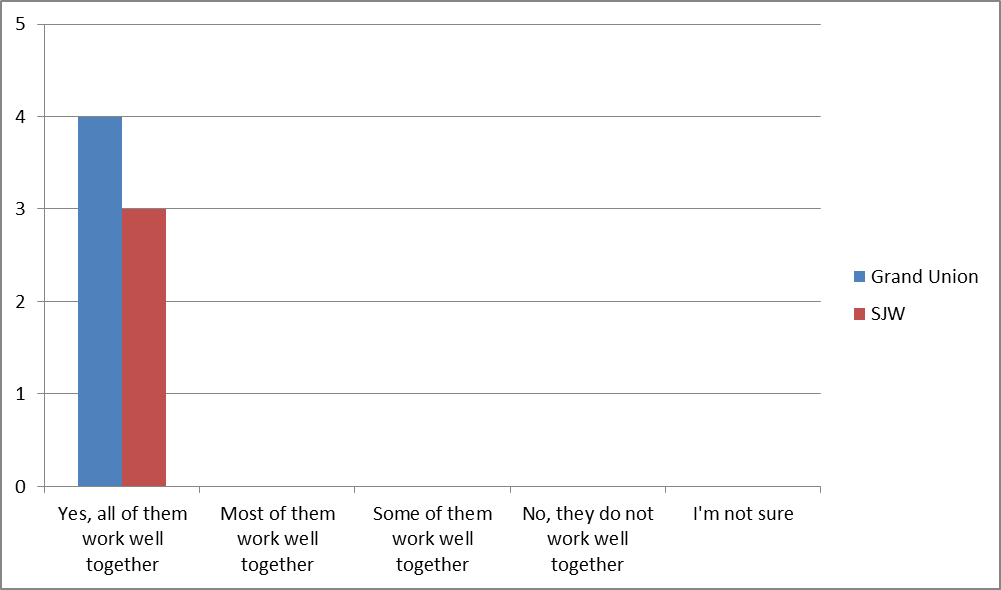 5
4
3
2
1
0
Yes, all of them
work well
together
Most of them
work well
together
Some of them
work well
together
No, they do not
work well
together
I'm not sure
Grand Union
SJW